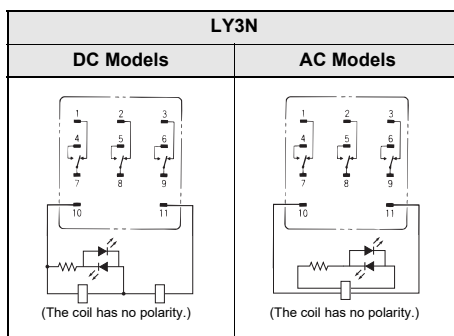 LY3N
DC Models
AC Models
1 2 3
4 5 6
7 8 9
10 11
(The coil has no polarity.)
1 2 3
4 5 6
7 8 9
10 11
(The coil has no polarity.)